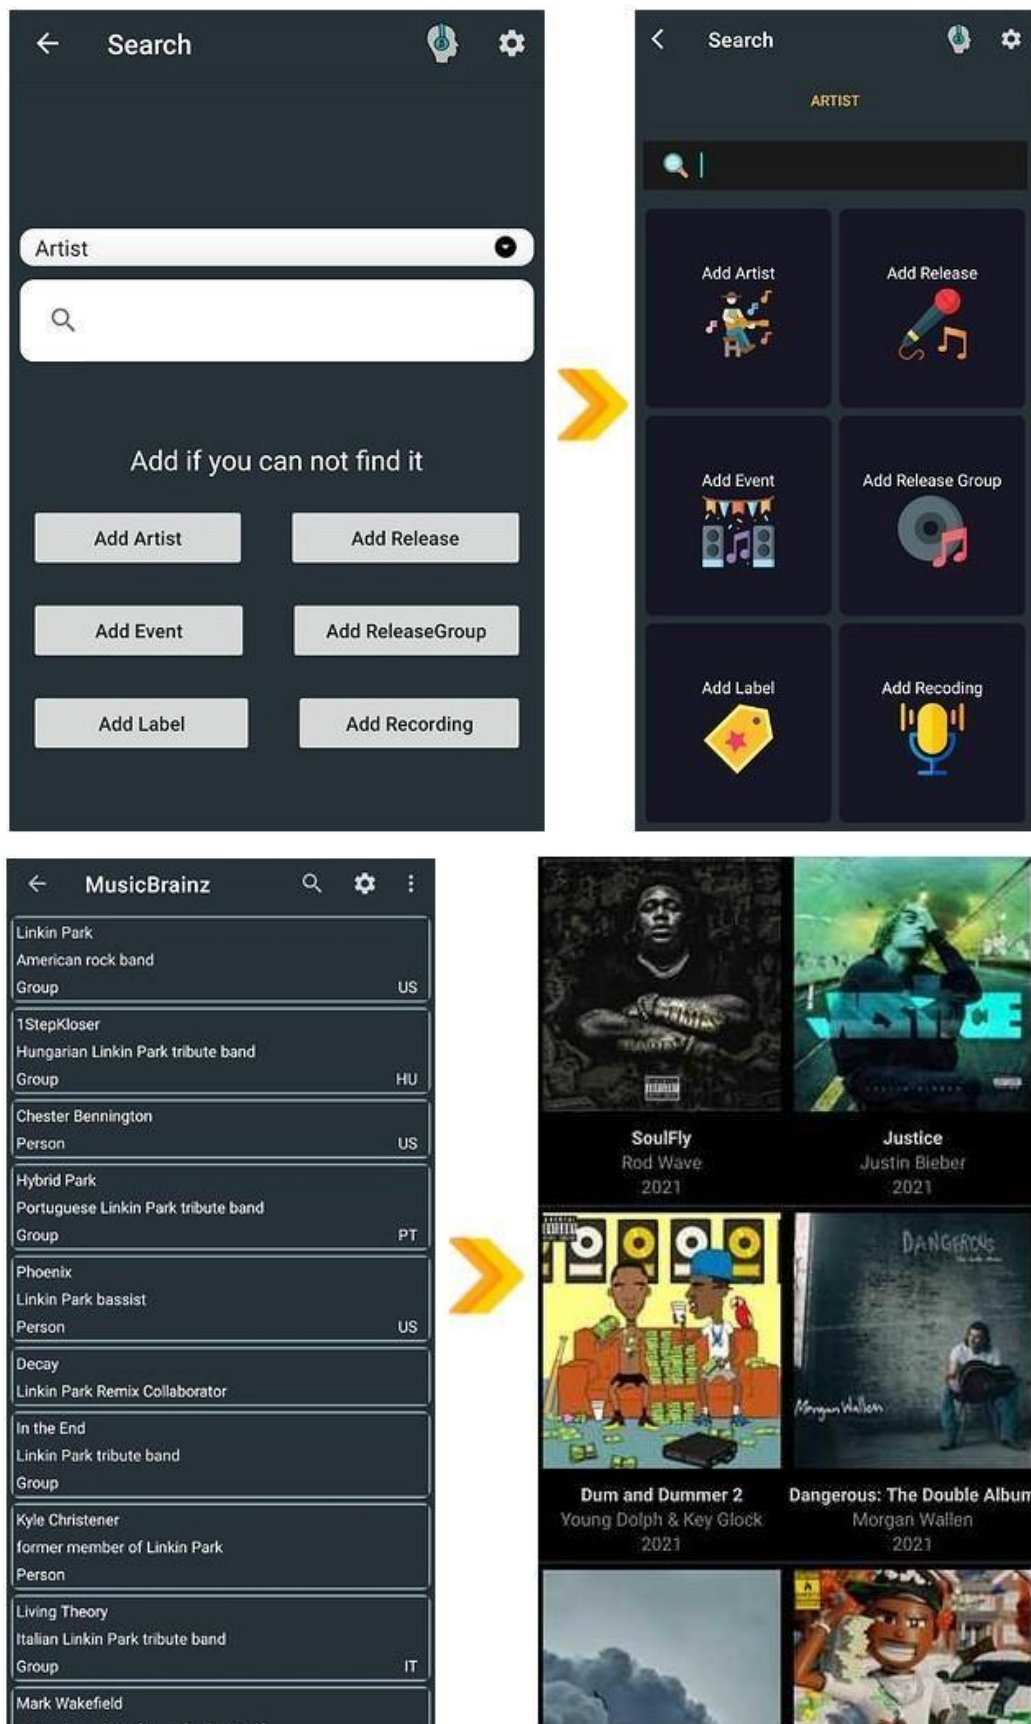 Search
Artist
Add if you can not find it
Add Artist
Add Release
Add Event
Add ReleaseGroup
Add Label
Add Recording
Search
ARTIST
Add Artist
Add Release
Add Event
Add Release Group
Add Label
Add Recoding
MusicBrainz
Linkin Park
American rock band
Group US
1StepKloser
Hungarian Linkin Park tribute band
Group HU
Chester Bennington
Person US
Hybrid Park
Portuguese Linkin Park tribute band
Group PT
Phoenix
Linkin Park bassist
Person US
Decay
Linkin Park Remix Collaborator
In the End
Linkin Park tribute band
Group
Kyle Christener
former member of Linkin Park
Person
Living Theory
Italian Linkin Park tribute band
Group IT
Mark Wakefield
SoulFly
Rod Wave
2021
Justice
Justin Bieber
2021
DANGEROUS
Morgan Wallen
Dum and Dummer 2
Young Dolph & Key Glock
2021
Dangerous: The Double Album
Morgan Wallen
2021